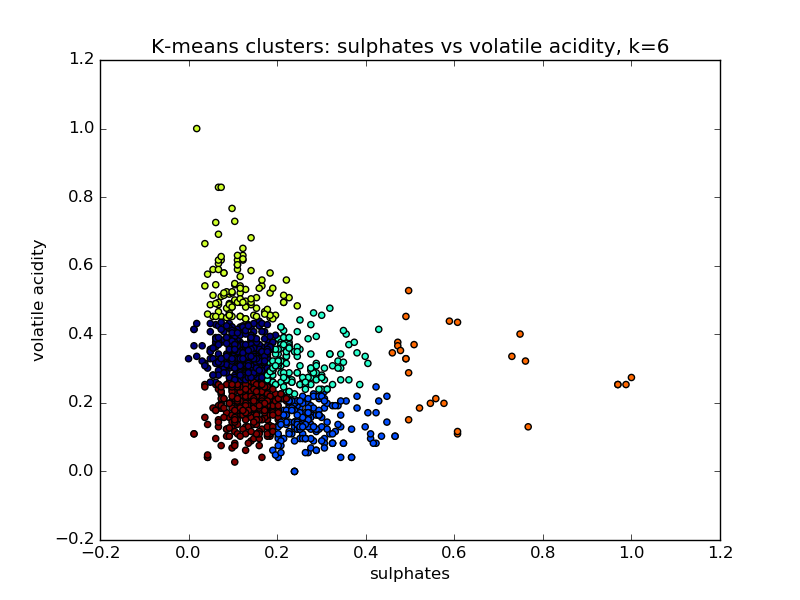 K-means clusters: sulphates vs volatile acidity, k=6
1.2
1.0
0.8
0.6
0.4
0.2
0.0
−0.2
volatile acidity
−0.2 0.0 0.2 0.4 0.6 0.8 1.0 1.2
sulphates